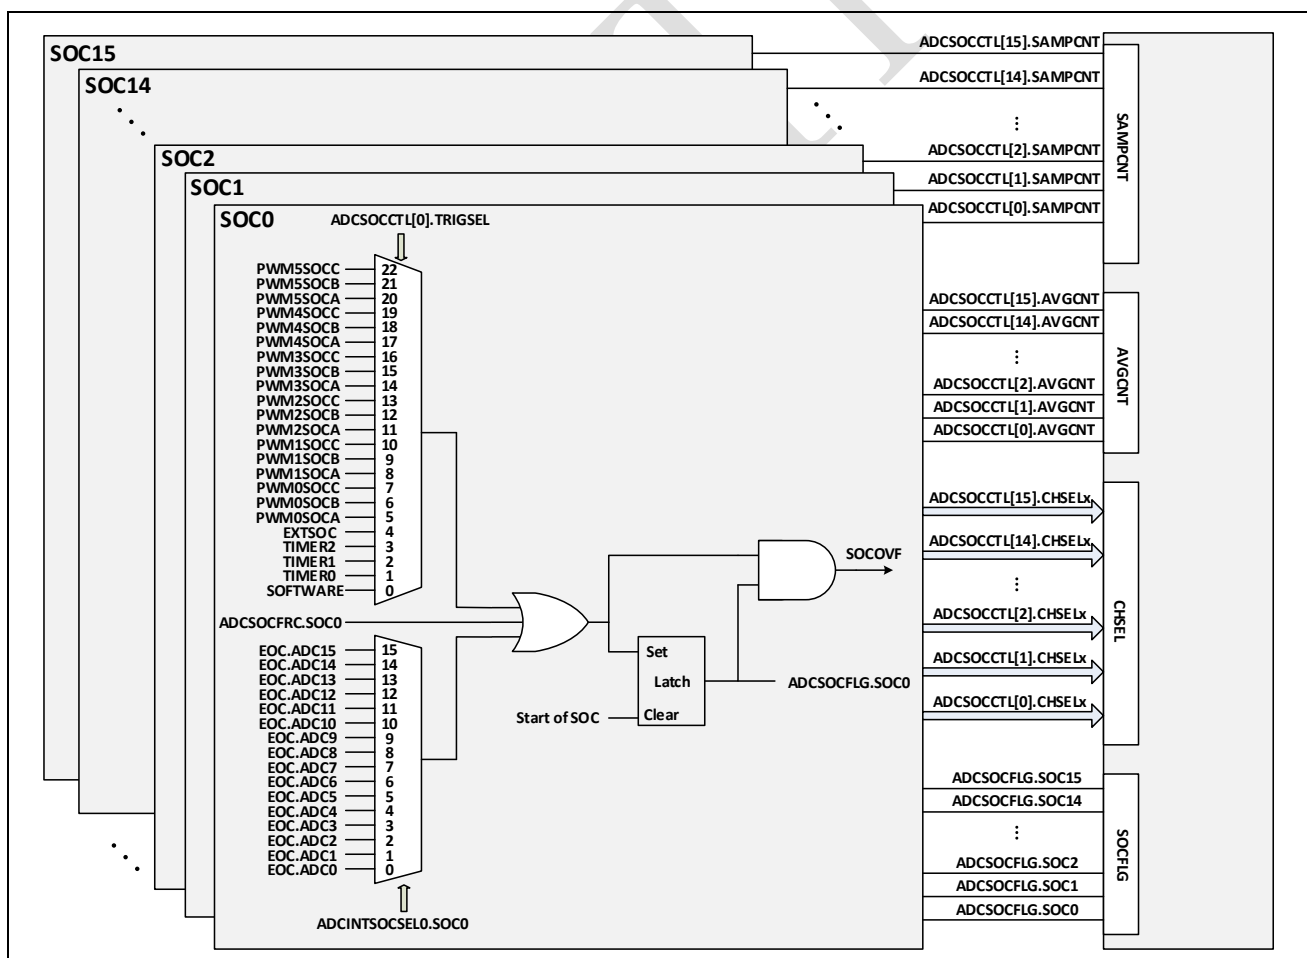 SOC15
SOC14
SOC2
SOC1
SOC0
ADCSOCCTL[0].TRIGSEL
PWM5SOCC 22
PWM5SOCB 21
PWM5SOCA 20
PWM4SOCC 19
PWM4SOCB 18
PWM4SOCA 17
PWM3SOCC 16
PWM3SOCB 15
PWM3SOCA 14
PWM2SOCC 13
PWM2SOCB 12
PWM2SOCA 11
PWM1SOCC 10
PWM1SOCB 9
PWM1SOCA 8
PWM0SOCC 7
PWM0SOCB 6
PWM0SOCA 5
EXTSOC 4
TIMER2 3
TIMER1 2
TIMER0 1
SOFTWARE 0
ADCSOCFRC.SOC0
EOC.ADC15 15
EOC.ADC14 14
EOC.ADC13 13
EOC.ADC12 12
EOC.ADC11 11
EOC.ADC10 10
EOC.ADC9 9
EOC.ADC8 8
EOC.ADC7 7
EOC.ADC6 6
EOC.ADC5 5
EOC.ADC4 4
EOC.ADC3 3
EOC.ADC2 2
EOC.ADC1 1
EOC.ADC0 0
ADCINTSOCSEL0.SOC0
Set
Latch
Clear
Start of SOC
SOCOVF
ADCSOCFLG.SOC0
ADCSOCCTL[15].SAMPCNT
ADCSOCCTL[14].SAMPCNT
ADCSOCCTL[2].SAMPCNT
ADCSOCCTL[1].SAMPCNT
ADCSOCCTL[0].SAMPCNT
SAMPCNT
ADCSOCCTL[15].AVGCNT
ADCSOCCTL[14].AVGCNT
ADCSOCCTL[2].AVGCNT
ADCSOCCTL[1].AVGCNT
ADCSOCCTL[0].AVGCNT
AVGCNT
ADCSOCCTL[15].CHSELx
ADCSOCCTL[14].CHSELx
ADCSOCCTL[2].CHSELx
ADCSOCCTL[1].CHSELx
ADCSOCCTL[0].CHSELx
CHSEL
ADCSOCFLG.SOC15
ADCSOCFLG.SOC14
ADCSOCFLG.SOC2
ADCSOCFLG.SOC1
ADCSOCFLG.SOC0
SOCFLG